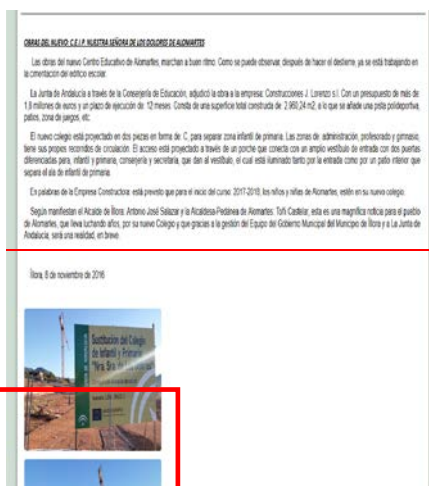 OBRAS DEL NUEVO: C.E.I.P. NUESTRA SEÑORA DE LOS DOLORES DE ALOMARTES
Las obras del nuevo Centro Educativo de Alomartes, marchan a buen ritmo. Como se puede observar, después de hacer el destierre, ya se está trabajando en
la cimentación del edificio escolar.
La Junta de Andalucía a través de la Consejería de Educación, adjudicó la obra a la empresa: Construcciones J. Lorenzo s.l. Con un presupuesto de más de
1,8 millones de euros y un plazo de ejecución de 12 meses. Consta de una superficie total construida de 2.960,24 m2, a lo que se añade una pista polideportiva,
patios, zona de juegos, etc.
El nuevo colegio está proyectado en dos piezas en forma de: C, para separar zona infantil de primaria. Las zonas de: administración, profesorado y gimnasio,
tiene sus propios recorridos de circulación. El acceso está proyectado a través de un porche que conecta con un amplio vestíbulo de entrada con dos puertas
diferenciadas para, infantil y primaria, conserjería y secretaría, que dan al vestíbulo, el cual está iluminado tanto por la entrada como por un patio interior que
separa el ala de infantil de primaria.
En palabras de la Empresa Constructora: está previsto que para el inicio del curso: 2017-2018, los niños y niñas de Alomartes, estén en su nuevo colegio.
Según manifiestan el Alcalde de Íllora: Antonio José Salazar y la Alcaldesa-Pedánea de Alomartes: Toñi Castellar, esta es una magnífica noticia para el pueblo
de Alomartes, que lleva luchando años, por su nuevo Colegio y que gracias a la gestión del Equipo de Gobierno Municipal del Municipio de Íllora y a La Junta de
Andalucía, será una realidad, en breve.
Íllora, 8 de noviembre de 2016
Sustitución del Colegio
de Infantil y Primaria
"Ntra. Sra. de Los Dolores"